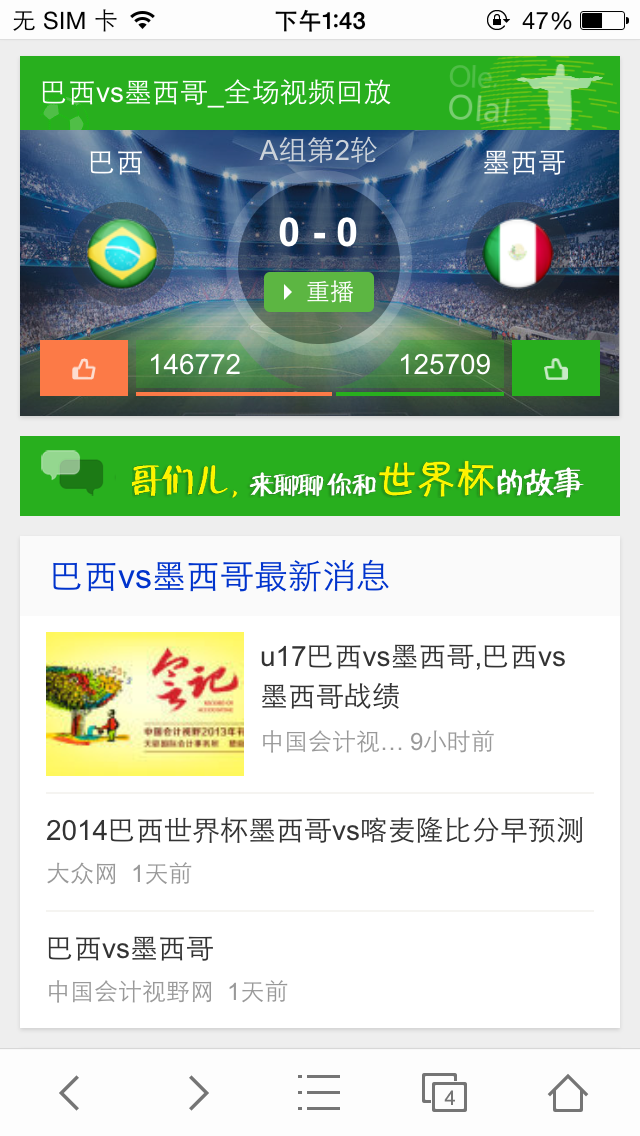 无 SIM 卡
下午1:43
47%
巴西vs墨西哥_全场视频回放
Ole,
Ola!
A组第2轮
巴西
墨西哥
0 - 0
重播
146772
125709
哥们儿，来聊聊你和世界杯的故事
巴西vs墨西哥最新消息
u17巴西vs墨西哥,巴西vs
墨西哥战绩
中国会计视... 9小时前
会记
中国会计视野2013年
2014巴西世界杯墨西哥vs喀麦隆比分早预测
大众网 1天前
巴西vs墨西哥
中国会计视野网 1天前
4